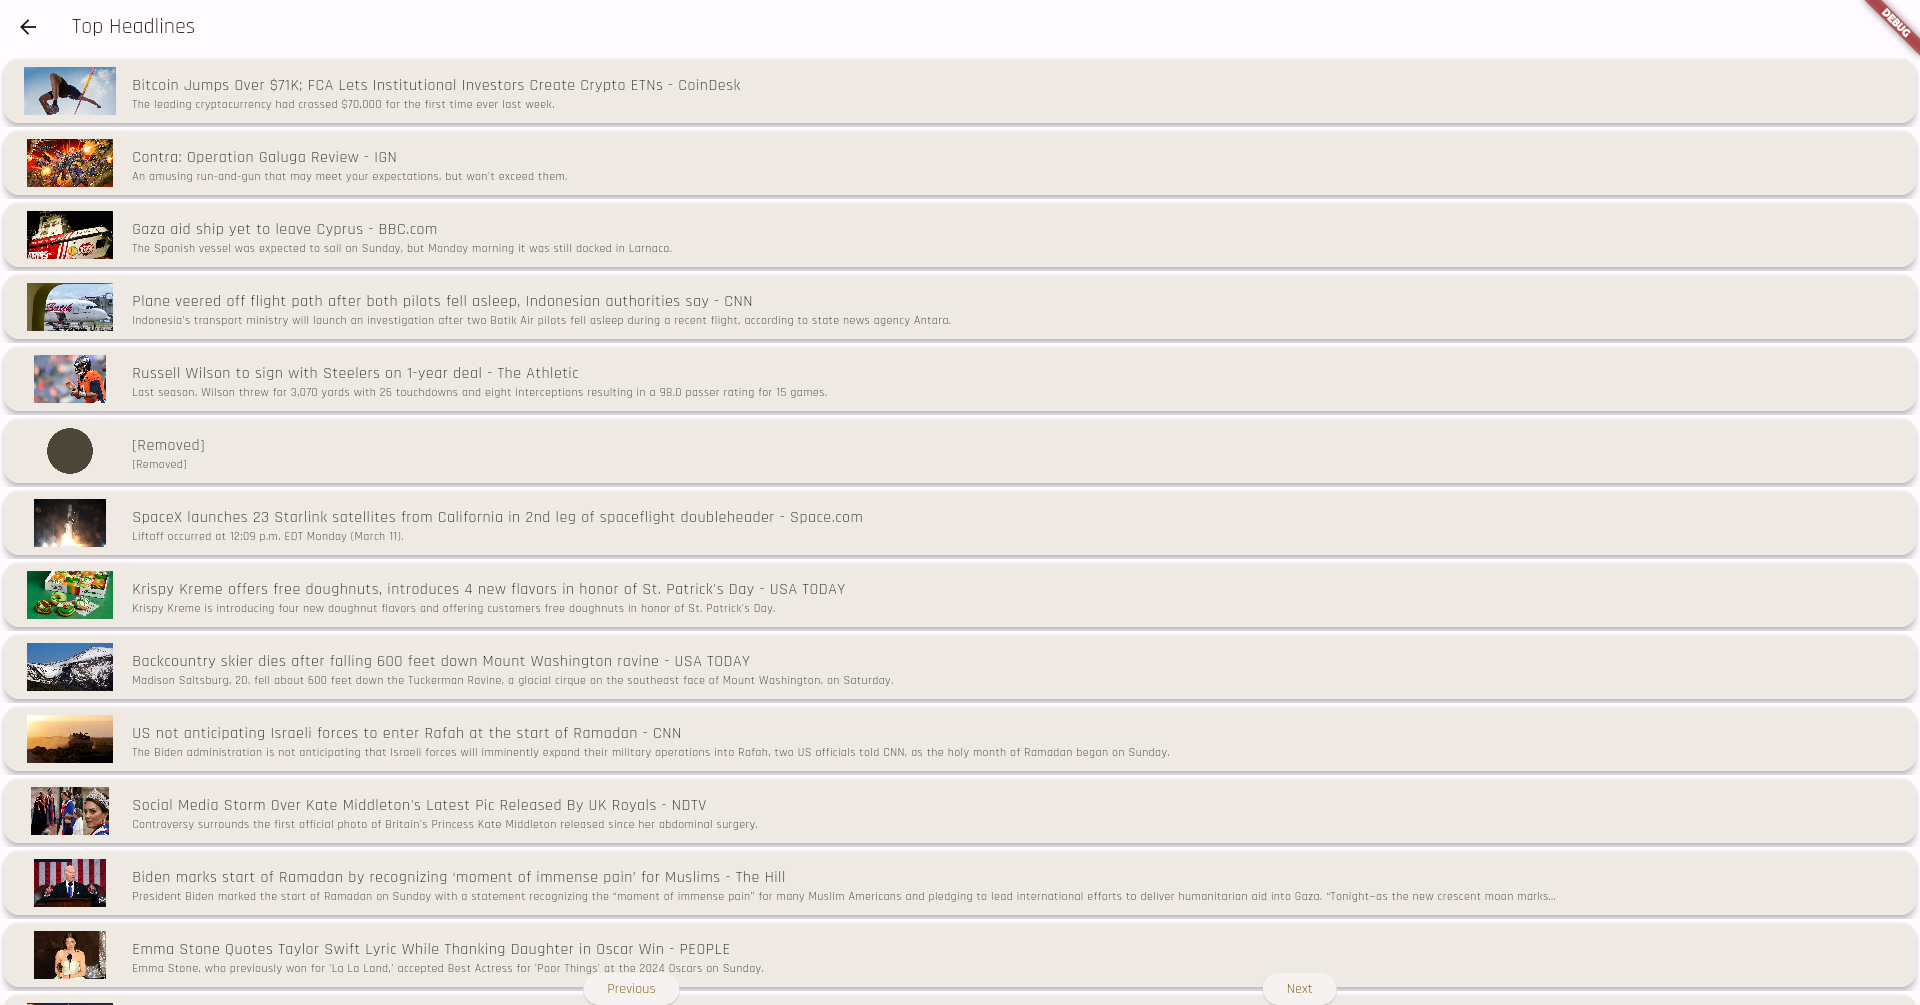 Top Headlines
DEBUG
Bitcoin Jumps Over $71K; FCA Lets Institutional Investors Create Crypto ETNs - CoinDesk
The leading cryptocurrency had crossed $70,000 for the first time ever last week.
Contra: Operation Galuga Review - IGN
An amusing run-and-gun that may meet your expectations, but won't exceed them.
Gaza aid ship yet to leave Cyprus - BBC.com
The Spanish vessel was expected to sail on Sunday, but Monday morning it was still docked in Larnaca.
Plane veered off flight path after both pilots fell asleep, Indonesian authorities say - CNN
Indonesia's transport ministry will launch an investigation after two Batik Air pilots fell asleep during a recent flight, according to state news agency Antara.
Russell Wilson to sign with Steelers on 1-year deal - The Athletic
Last season, Wilson threw for 3,070 yards with 26 touchdowns and eight interceptions resulting in a 98.0 passer rating for 15 games.
[Removed]
[Removed]
SpaceX launches 23 Starlink satellites from California in 2nd leg of spaceflight doubleheader - Space.com
Liftoff occurred at 12:09 p.m. EDT Monday (March 11).
Krispy Kreme offers free doughnuts, introduces 4 new flavors in honor of St. Patrick's Day - USA TODAY
Krispy Kreme is introducing four new doughnut flavors and offering customers free doughnuts in honor of St. Patrick's Day.
Backcountry skier dies after falling 600 feet down Mount Washington ravine - USA TODAY
Madison Saltsburg, 20, fell about 600 feet down the Tuckerman Ravine, a glacial cirque on the southeast face of Mount Washington, on Saturday.
US not anticipating Israeli forces to enter Rafah at the start of Ramadan - CNN
The Biden administration is not anticipating that Israeli forces will imminently expand their military operations into Rafah, two US officials told CNN, as the holy month of Ramadan began on Sunday.
Social Media Storm Over Kate Middleton's Latest Pic Released By UK Royals - NDTV
Controversy surrounds the first official photo of Britain's Princess Kate Middleton released since her abdominal surgery.
Biden marks start of Ramadan by recognizing ‘moment of immense pain’ for Muslims - The Hill
President Biden marked the start of Ramadan on Sunday with a statement recognizing the “moment of immense pain” for many Muslim Americans and pledging to lead international efforts to deliver humanitarian aid into Gaza. “Tonight—as the new crescent moon marks…
Emma Stone Quotes Taylor Swift Lyric While Thanking Daughter in Oscar Win - PEOPLE
Emma Stone, who previously won for 'La La Land,' accepted Best Actress for 'Poor Things' at the 2024 Oscars on Sunday.
Previous
Next